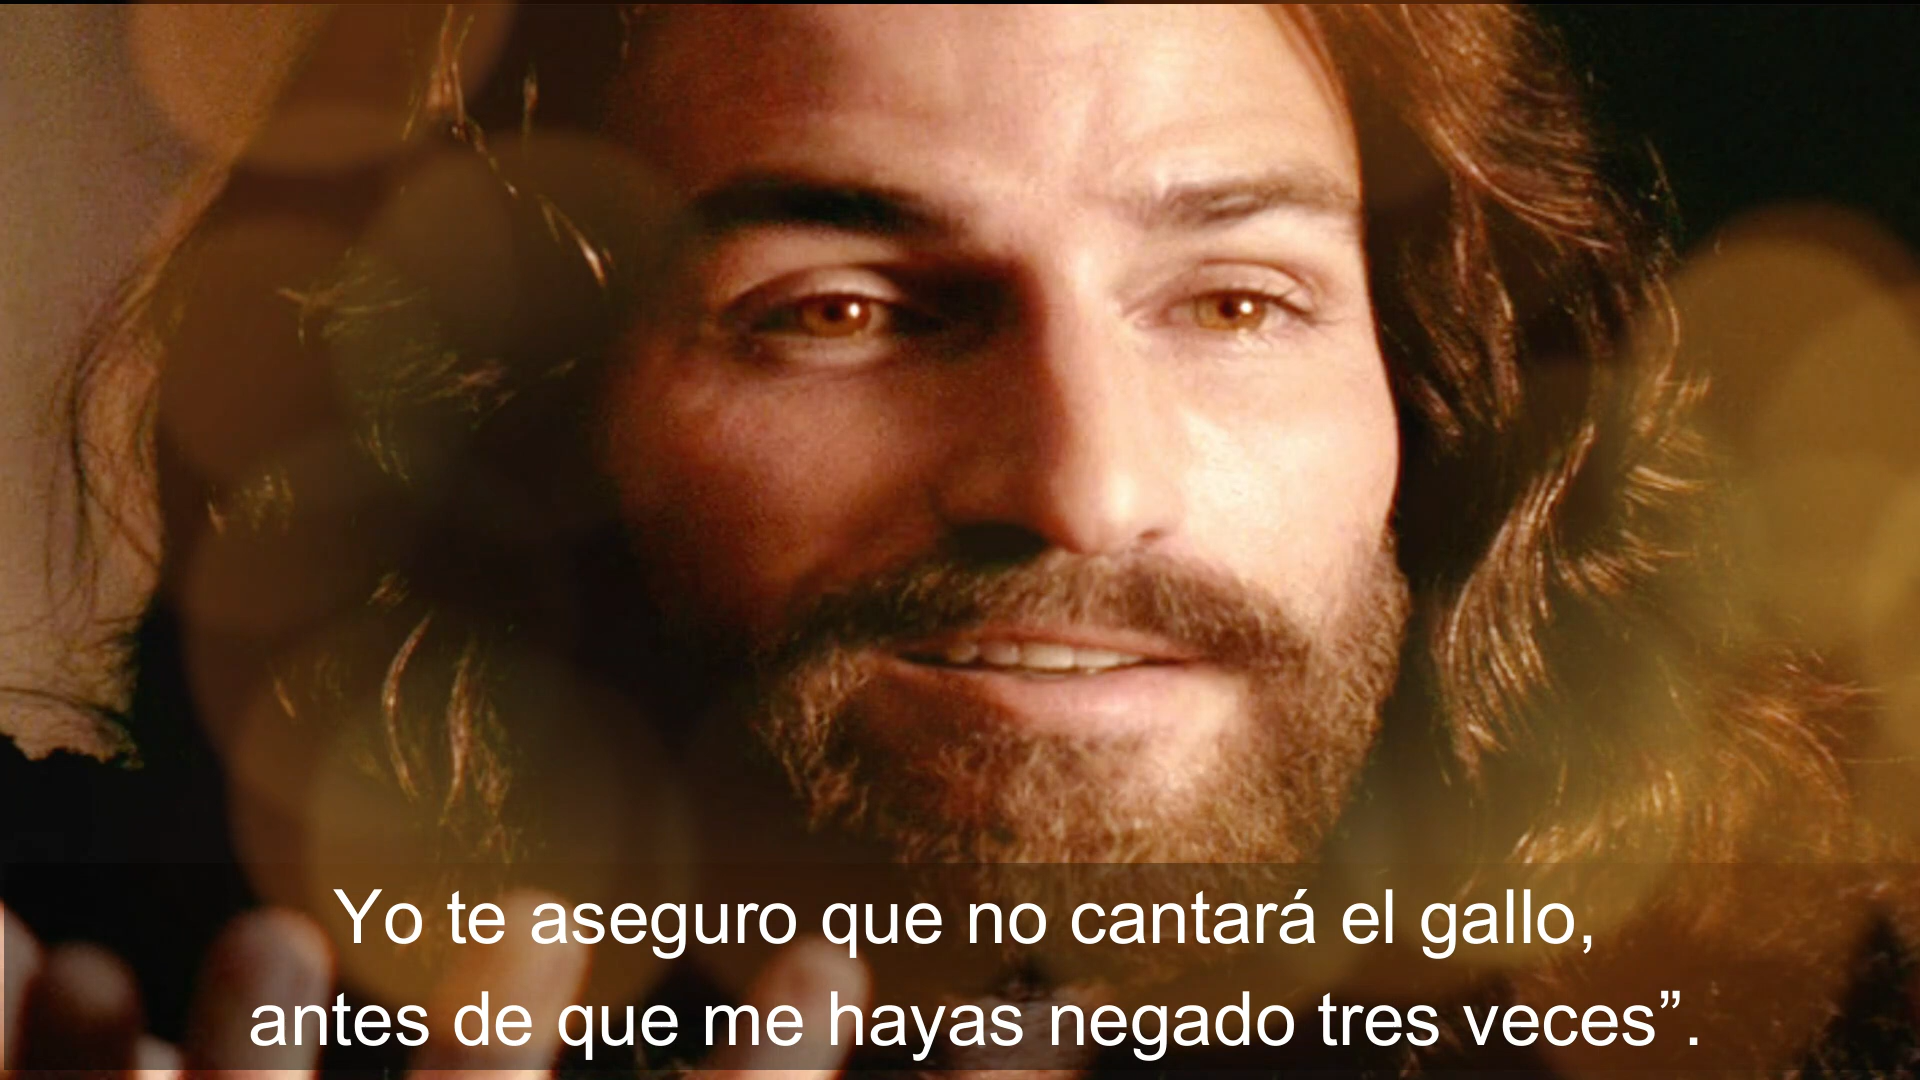 Yo te aseguro que no cantará el gallo,
antes de que me hayas negado tres veces”.